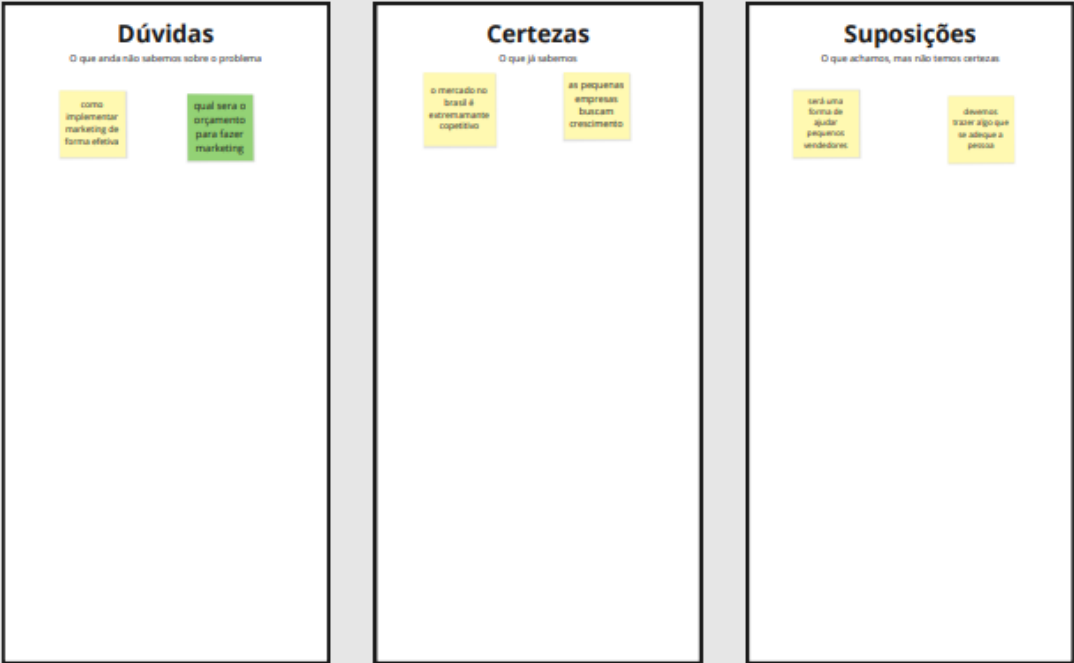 Dúvidas
O que anda não sabemos sobre o problema
como
implementar
marketing de
forma efetiva
qual sera o
orçamento
para fazer
marketing
Certezas
O que já sabemos
o mercado no
brasil é
extremamante
copetitivo
as pequenas
empresas
buscam
crescimento
Suposições
O que achamos, mas não temos certezas
será uma
forma de
ajudar
pequenos
vendedores
devemos
trazer algo que
se adeque a
pessoa